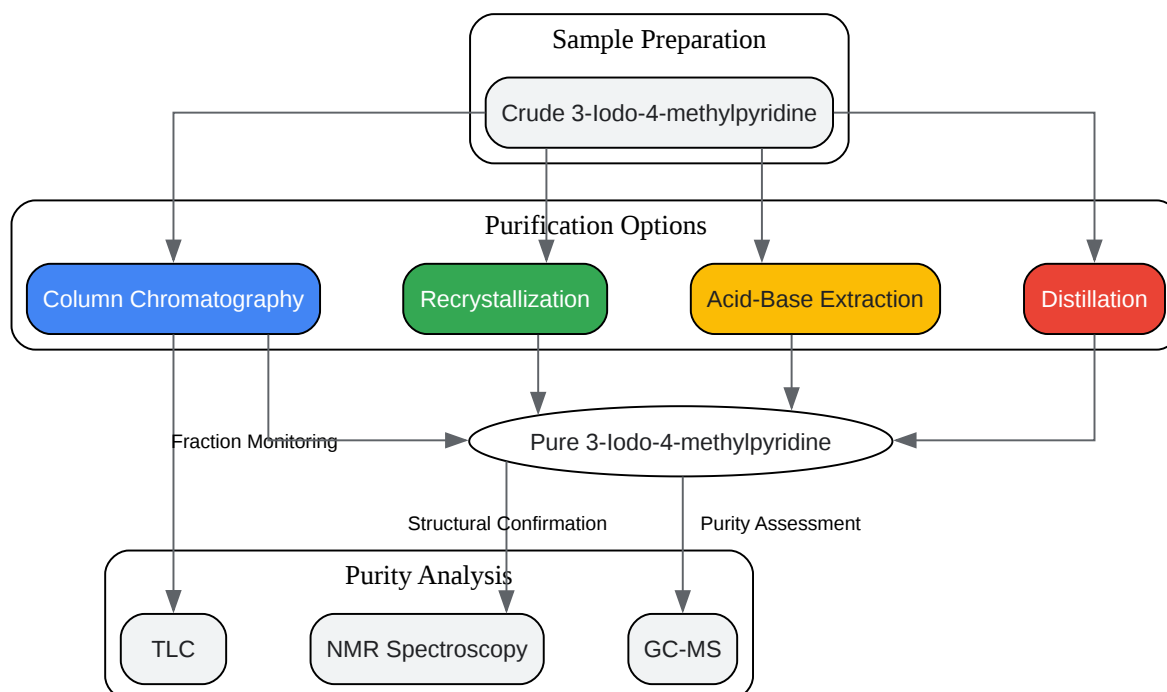 Sample Preparation
Crude 3-Iodo-4-methylpyridine
Purification Options
Column Chromatography
Recrystallization
Acid-Base Extraction
Distillation
Fraction Monitoring
Pure 3-Iodo-4-methylpyridine
Structural Confirmation
Purity Assessment
Purity Analysis
TLC
NMR Spectroscopy
GC-MS